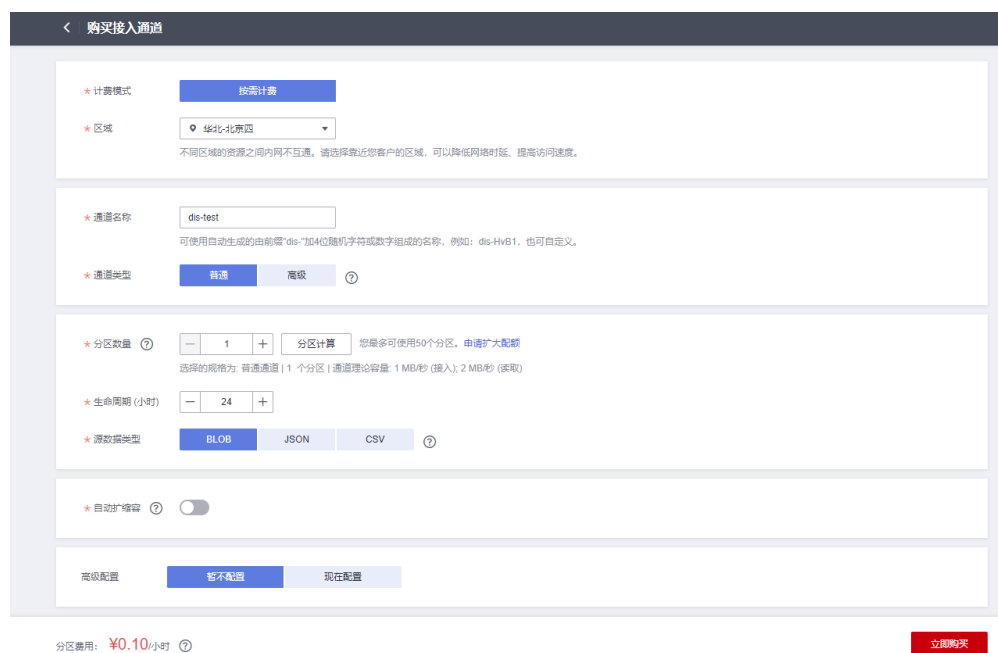 购买接入通道
* 计费模式 按需计费
* 区域 华北-北京四
不同区域的资源之间内网不互通。请选择靠近您客户的区域，可以降低网络时延、提高访问速度。
* 通道名称 dis-test
可使用自动生成的由前缀"dis-"加4位随机字符或数字组成的名称，例如：dis-HvB1，也可自定义。
* 通道类型 普通 高级 ?
* 分区数量 ? — 1 + 分区计算 您最多可使用50个分区。申请扩大配额
选择的规格为: 普通通道 | 1 个分区 | 通道理论容量: 1 MB/秒 (接入); 2 MB/秒 (读取)
* 生命周期 (小时) — 24 +
* 源数据类型 BLOB JSON CSV ?
* 自动扩缩容 ?
高级配置 暂不配置 现在配置
分区费用: ¥0.10/小时 ? 立即购买